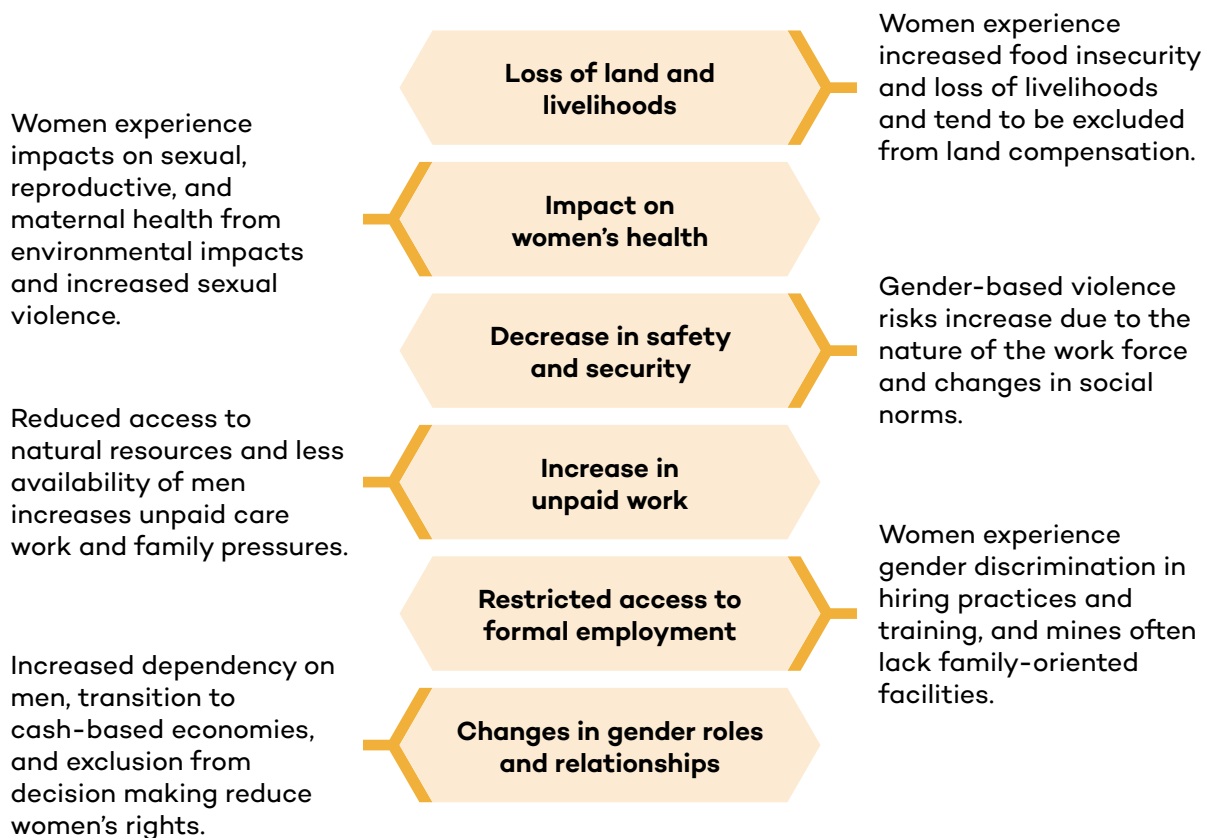 Loss of land and
livelihoods
Women experience
increased food insecurity
and loss of livelihoods
and tend to be excluded
from land compensation.
Women experience
impacts on sexual,
reproductive, and
maternal health from
environmental impacts
and increased sexual
violence.
Impact on
women’s health
Decrease in safety
and security
Gender-based violence
risks increase due to the
nature of the work force
and changes in social
norms.
Reduced access to
natural resources and less
availability of men
increases unpaid care
work and family pressures.
Increase in
unpaid work
Restricted access to
formal employment
Women experience
gender discrimination in
hiring practices and
training, and mines often
lack family-oriented
facilities.
Increased dependency on
men, transition to
cash-based economies,
and exclusion from
decision making reduce
women’s rights.
Changes in gender roles
and relationships